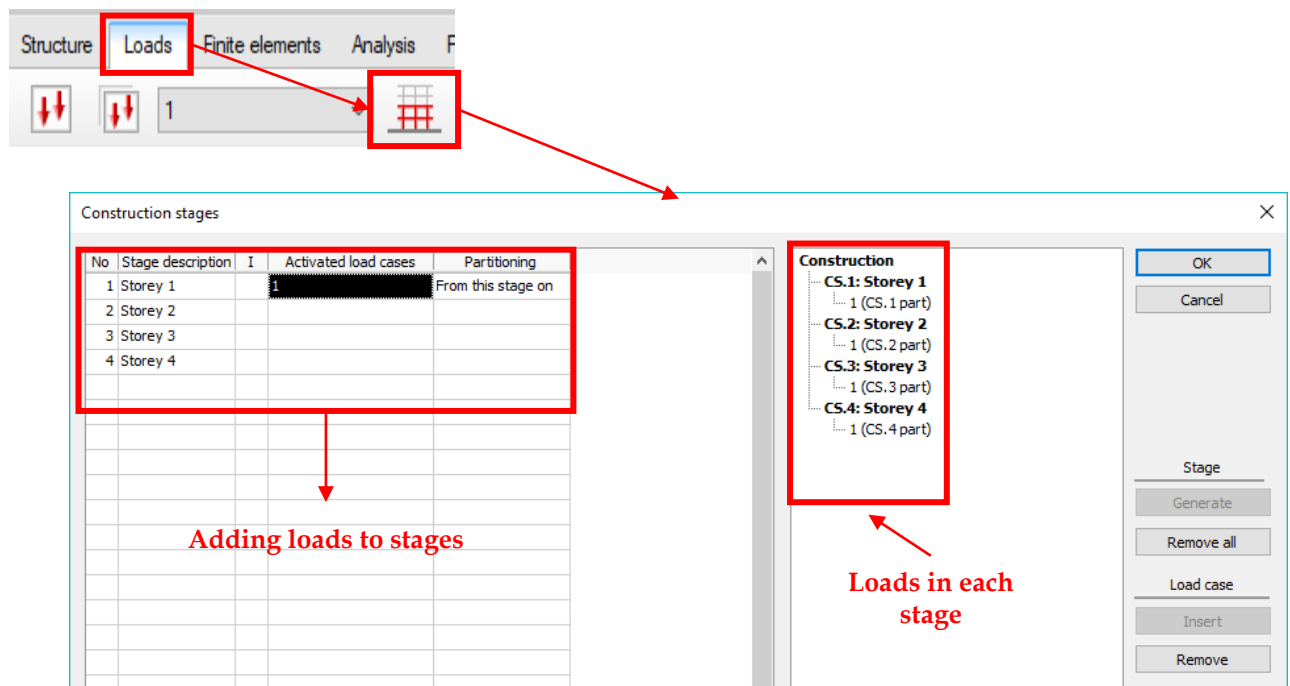 Structure Loads Finite elements Analysis F
1
Construction stages
No Stage description I Activated load cases Partitioning
1 Storey 1 1 From this stage on
2 Storey 2
3 Storey 3
4 Storey 4
Adding loads to stages
Construction
CS.1: Storey 1
1 (CS.1 part)
CS.2: Storey 2
1 (CS.2 part)
CS.3: Storey 3
1 (CS.3 part)
CS.4: Storey 4
1 (CS.4 part)
Loads in each
stage
OK
Cancel
Stage
Generate
Remove all
Load case
Insert
Remove